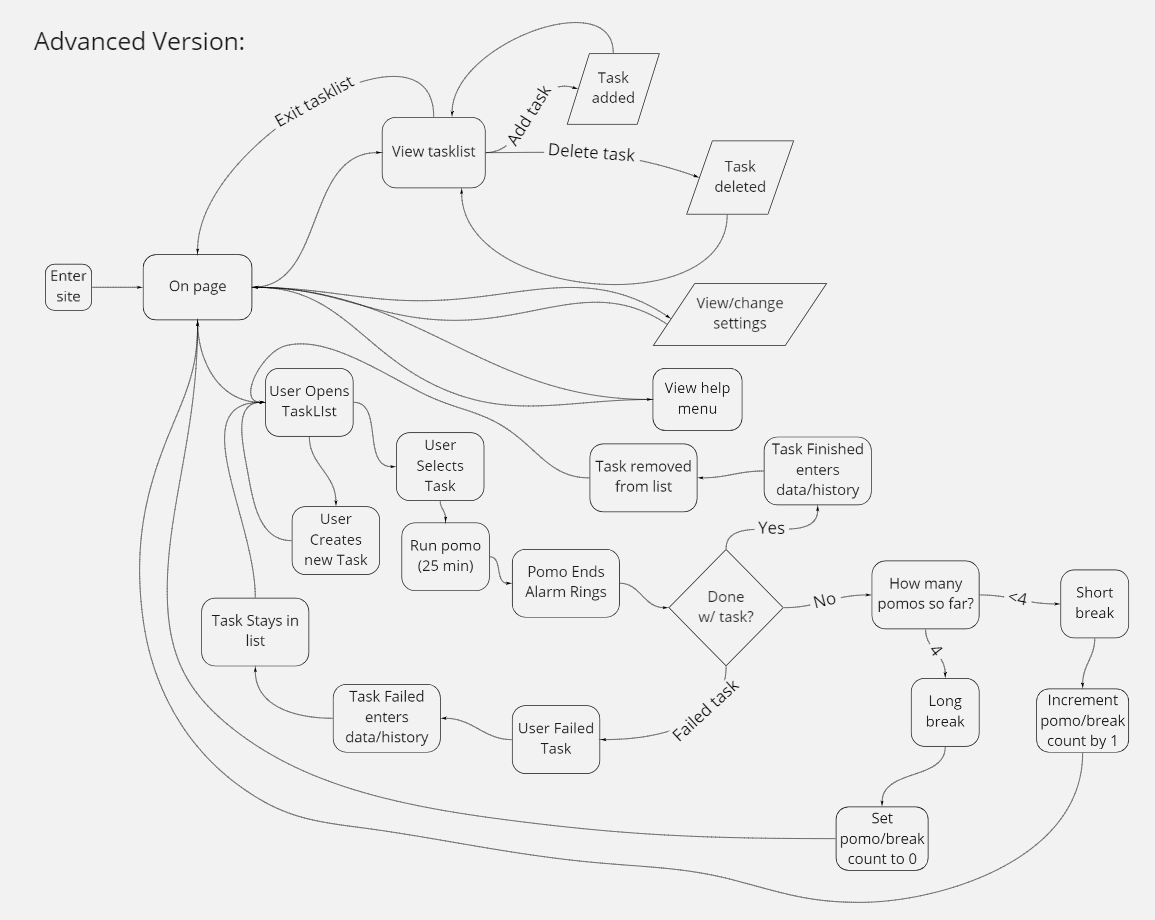 Advanced Version:
Task
added
Exit tasklist
Add task
View tasklist
Delete task
Task
deleted
Enter
site
On page
View/change
settings
User Opens
TaskLIst
View help
menu
User
Selects
Task
Task removed
from list
Task Finished
enters
data/history
User
Creates
new Task
Run pomo
(25 min)
Yes
Pomo Ends
Alarm Rings
Done
w/ task?
No
How many
pomos so far?
<4
Short
break
Task Stays in
list
4
Failed task
Long
break
Increment
pomo/break
count by 1
Task Failed
enters
data/history
User Failed
Task
Set
pomo/break
count to 0